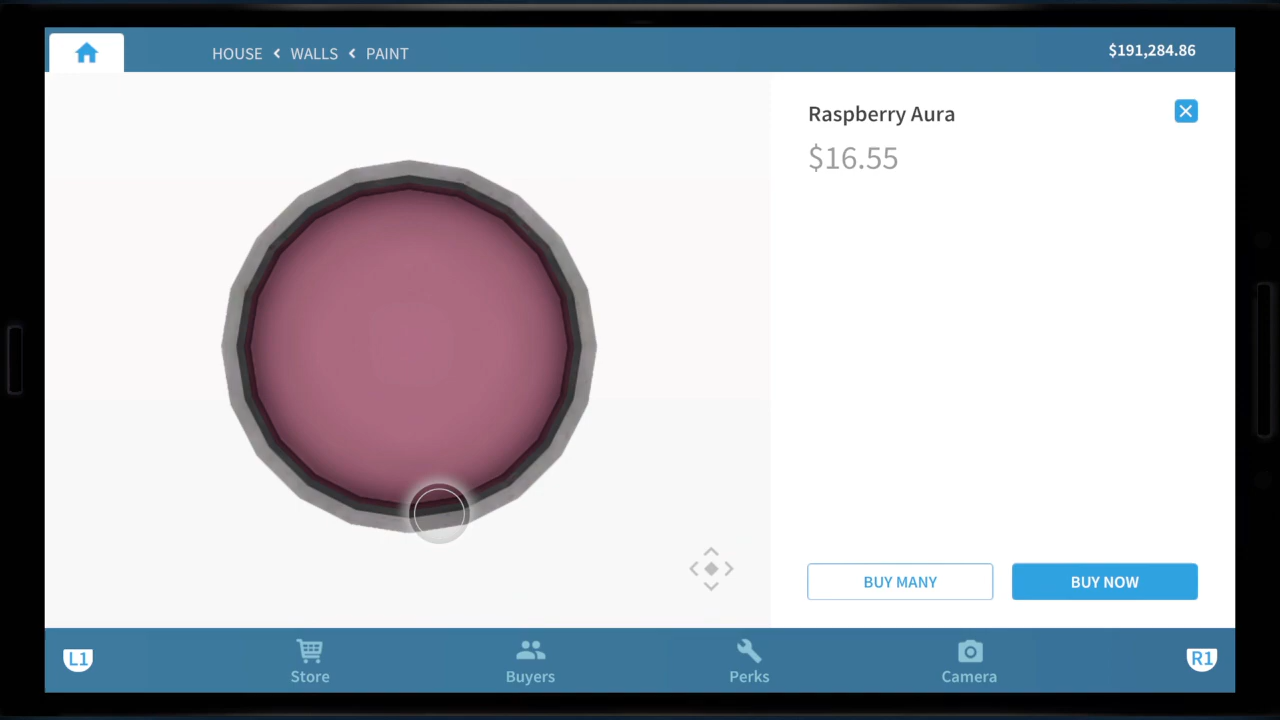 HOUSE < WALLS < PAINT
$191,284.86
Raspberry Aura
$16.55
BUY MANY
BUY NOW
L1
Store
Buyers
Perks
Camera
R1